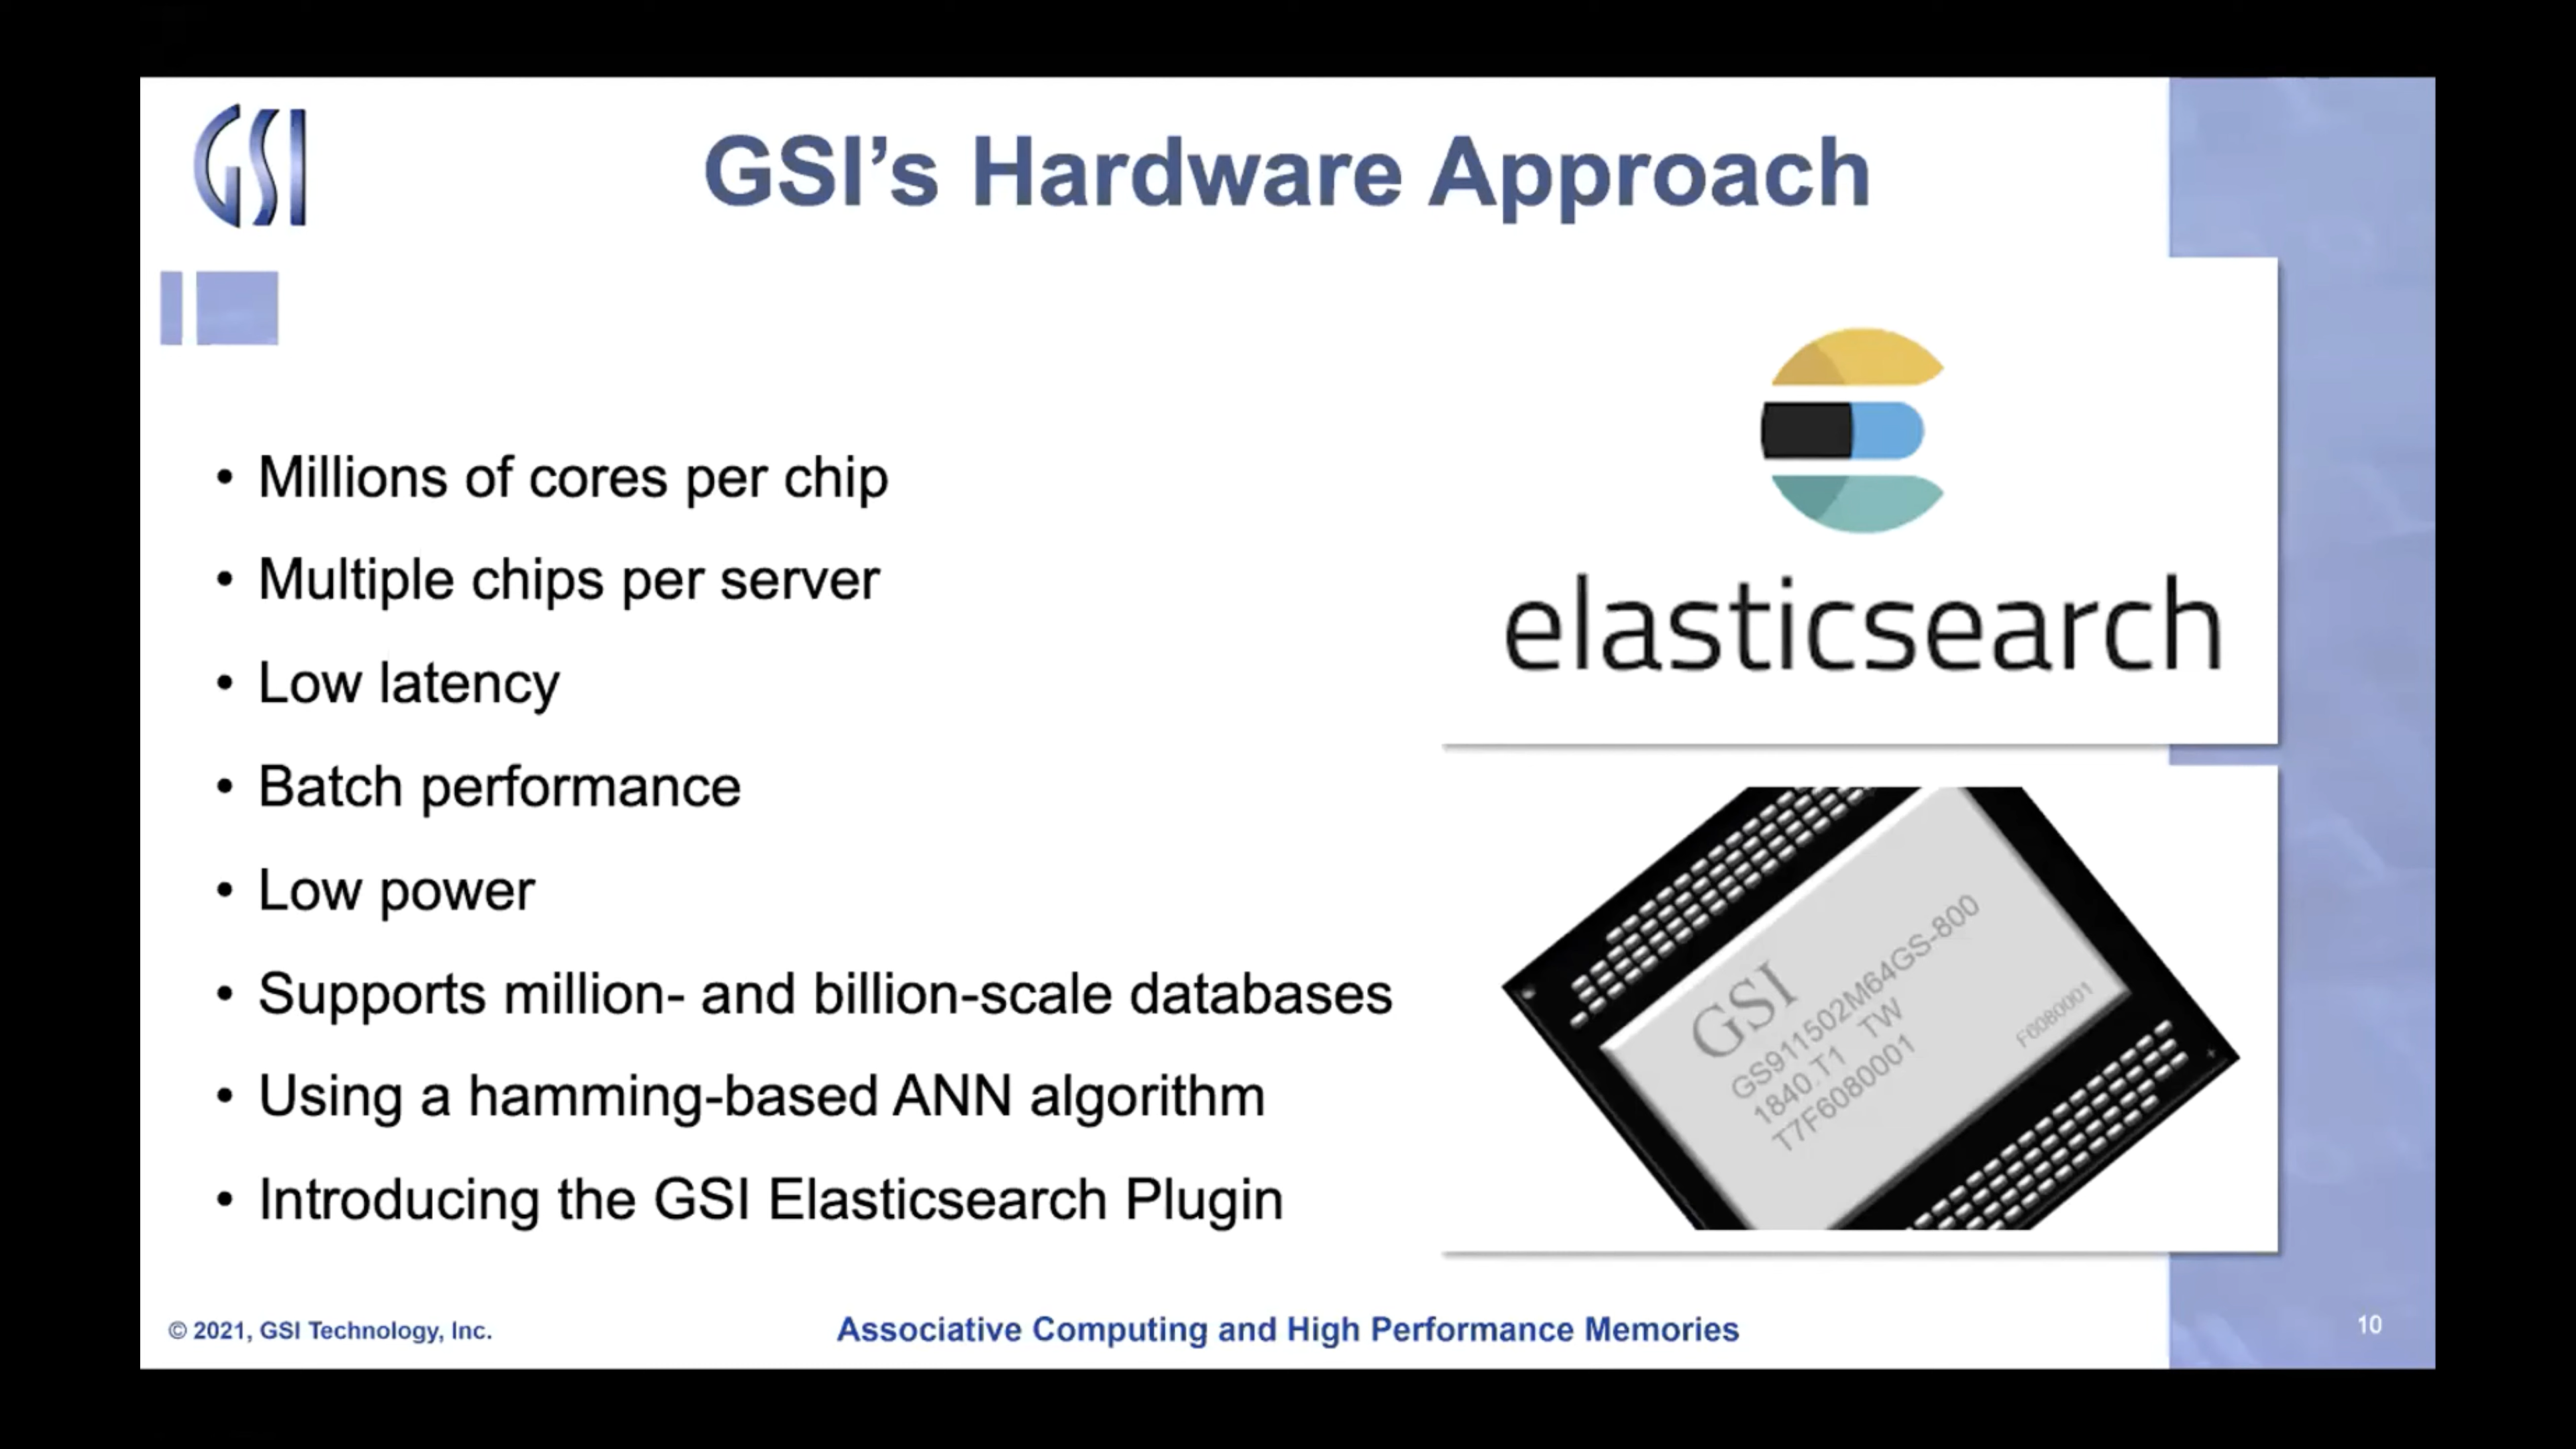 GSI
GSI’s Hardware Approach
• Millions of cores per chip
• Multiple chips per server
• Low latency
• Batch performance
• Low power
• Supports million- and billion-scale databases
• Using a hamming-based ANN algorithm
• Introducing the GSI Elasticsearch Plugin
elasticsearch
GSI
GS911502M64GS-800
1840.T1 TW
T7F6080001
F6080001
© 2021, GSI Technology, Inc.
Associative Computing and High Performance Memories
10